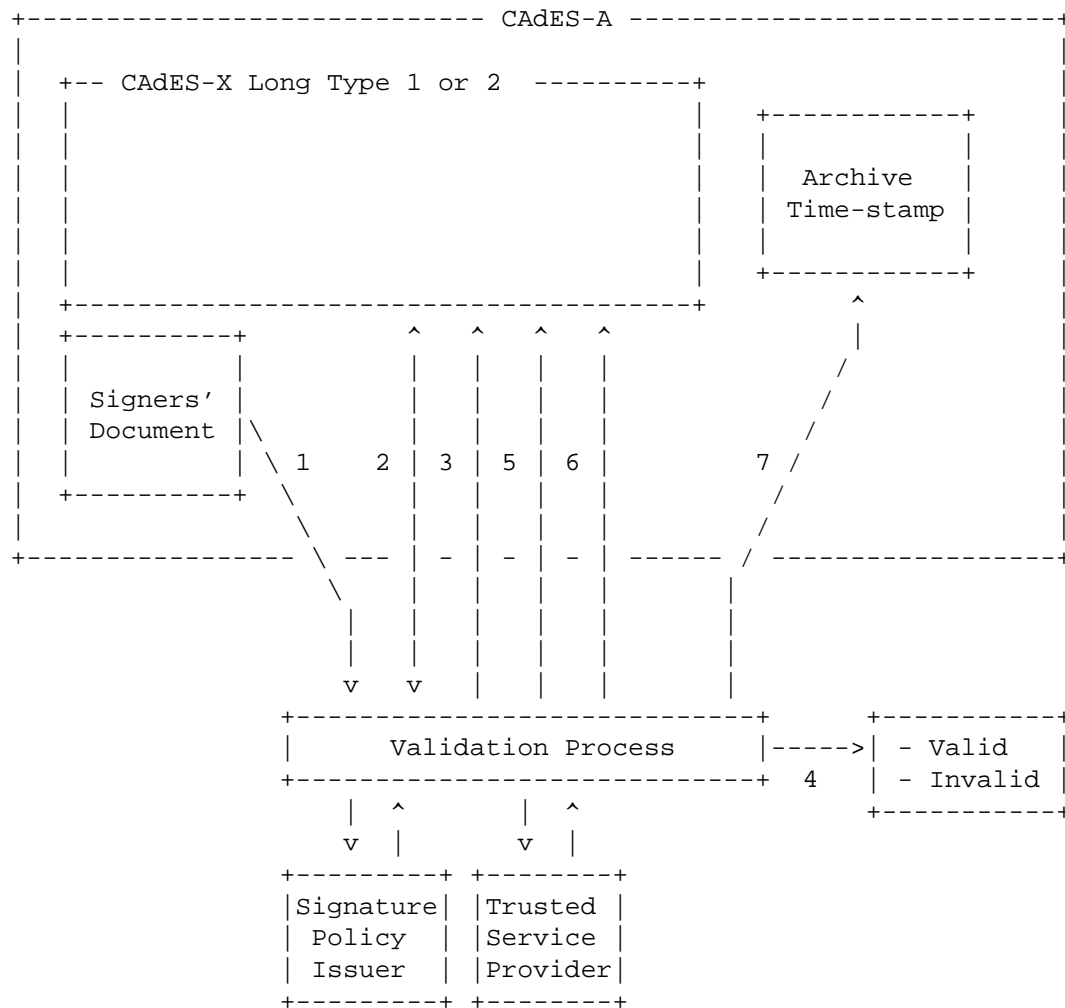 CAdES-A
CAdES-X Long Type 1 or 2
Archive
Time-stamp
Signers’
Document
1 2 3 5 6 7
Validation Process
- Valid
4
- Invalid
Signature
Policy
Issuer
Trusted
Service
Provider